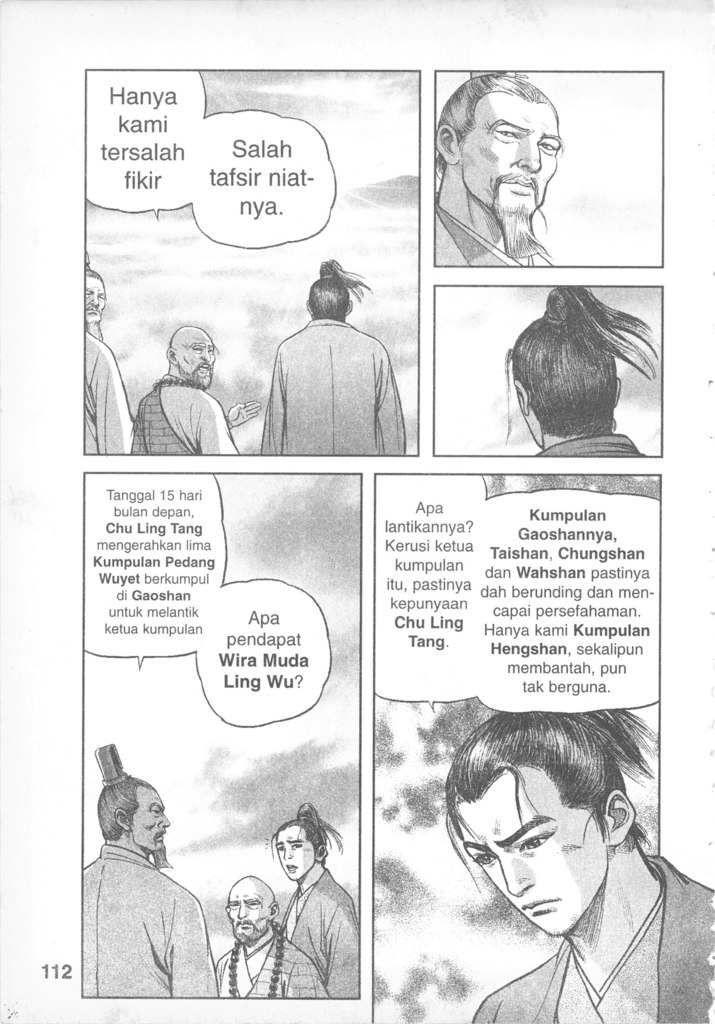 Hanya
kami
tersalah
fikir
Salah
tafsir niat-
nya.
Tanggal 15 hari
bulan depan,
Chu Ling Tang
mengerahkan lima
Kumpulan Pedang
Wuyet berkumpul
di Gaoshan
untuk melantik
ketua kumpulan
Apa
pendapat
Wira Muda
Ling Wu?
Apa
lantikannya?
Kerusi ketua
kumpulan
itu, pastinya
kepunyaan
Chu Ling
Tang.
Kumpulan
Gaoshannya,
Taishan, Chungshan
dan Wahshan pastinya
dah berunding dan men-
capai persefahaman.
Hanya kami Kumpulan
Hengshan, sekalipun
membantah, pun
tak berguna.
112